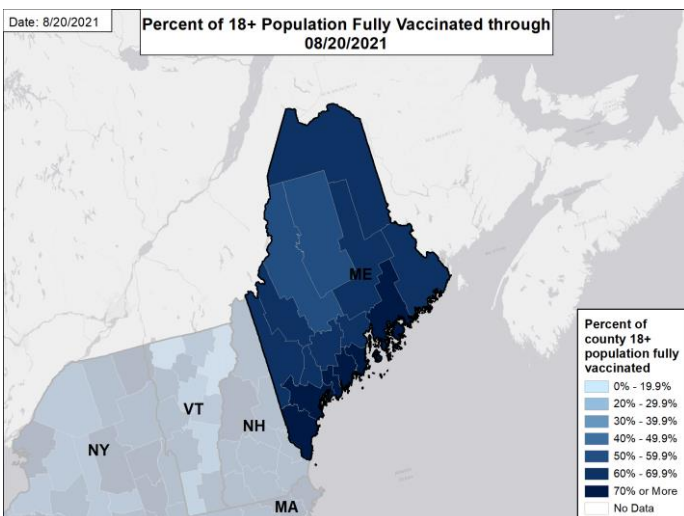 Date: 8/20/2021
Percent of 18+ Population Fully Vaccinated through
08/20/2021
ME
VT
NH
NY
MA
Percent of
county 18+
population fully
vaccinated
0% - 19.9%
20% - 29.9%
30% - 39.9%
40% - 49.9%
50% - 59.9%
60% - 69.9%
70% or More
No Data